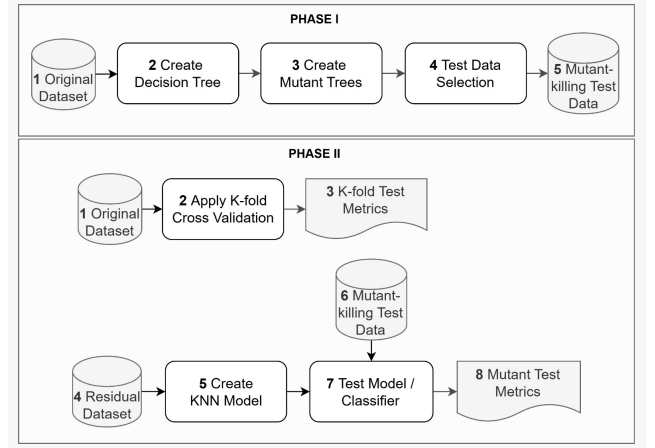 PHASE I
1 Original
Dataset
2 Create
Decision Tree
3 Create
Mutant Trees
4 Test Data
Selection
5 Mutant-
killing Test
Data
PHASE II
1 Original
Dataset
2 Apply K-fold
Cross Validation
3 K-fold Test
Metrics
6 Mutant-
killing Test
Data
4 Residual
Dataset
5 Create
KNN Model
7 Test Model /
Classifier
8 Mutant Test
Metrics